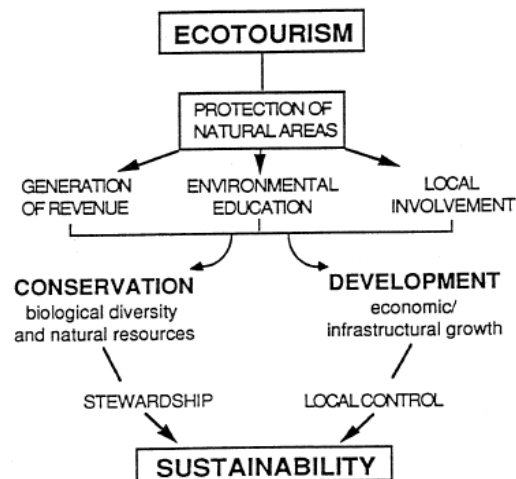 ECOTOURISM
PROTECTION OF
NATURAL AREAS
GENERATION
OF REVENUE
ENVIRONMENTAL
EDUCATION
LOCAL
INVOLVEMENT
CONSERVATION
biological diversity
and natural resources
DEVELOPMENT
economic/
infrastructural growth
STEWARDSHIP
LOCAL CONTROL
SUSTAINABILITY